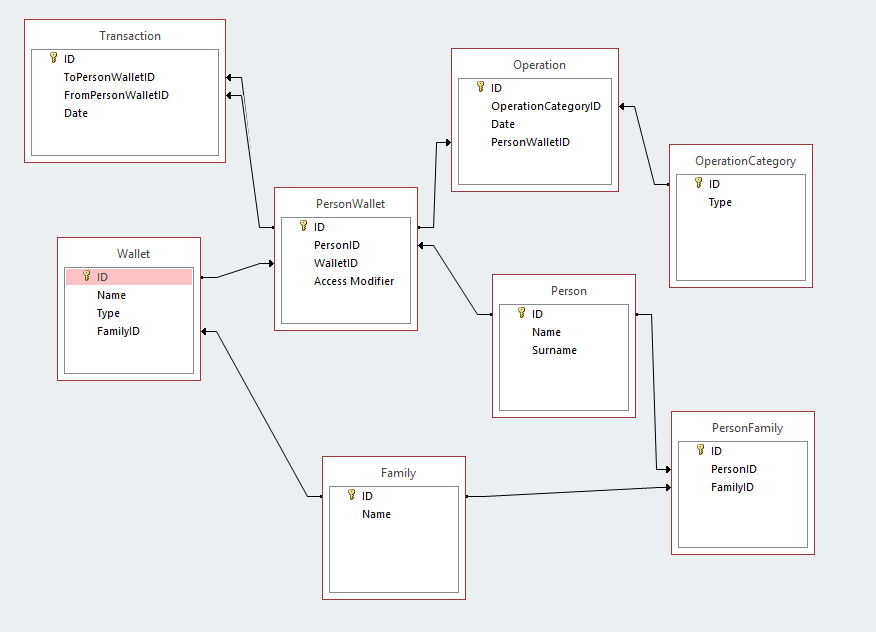 Transaction
ID
ToPersonWalletID
FromPersonWalletID
Date
Operation
ID
OperationCategoryID
Date
PersonWalletID
OperationCategory
ID
Type
PersonWallet
ID
PersonID
WalletID
Access Modifier
Wallet
ID
Name
Type
FamilyID
Person
ID
Name
Surname
PersonFamily
ID
PersonID
FamilyID
Family
ID
Name